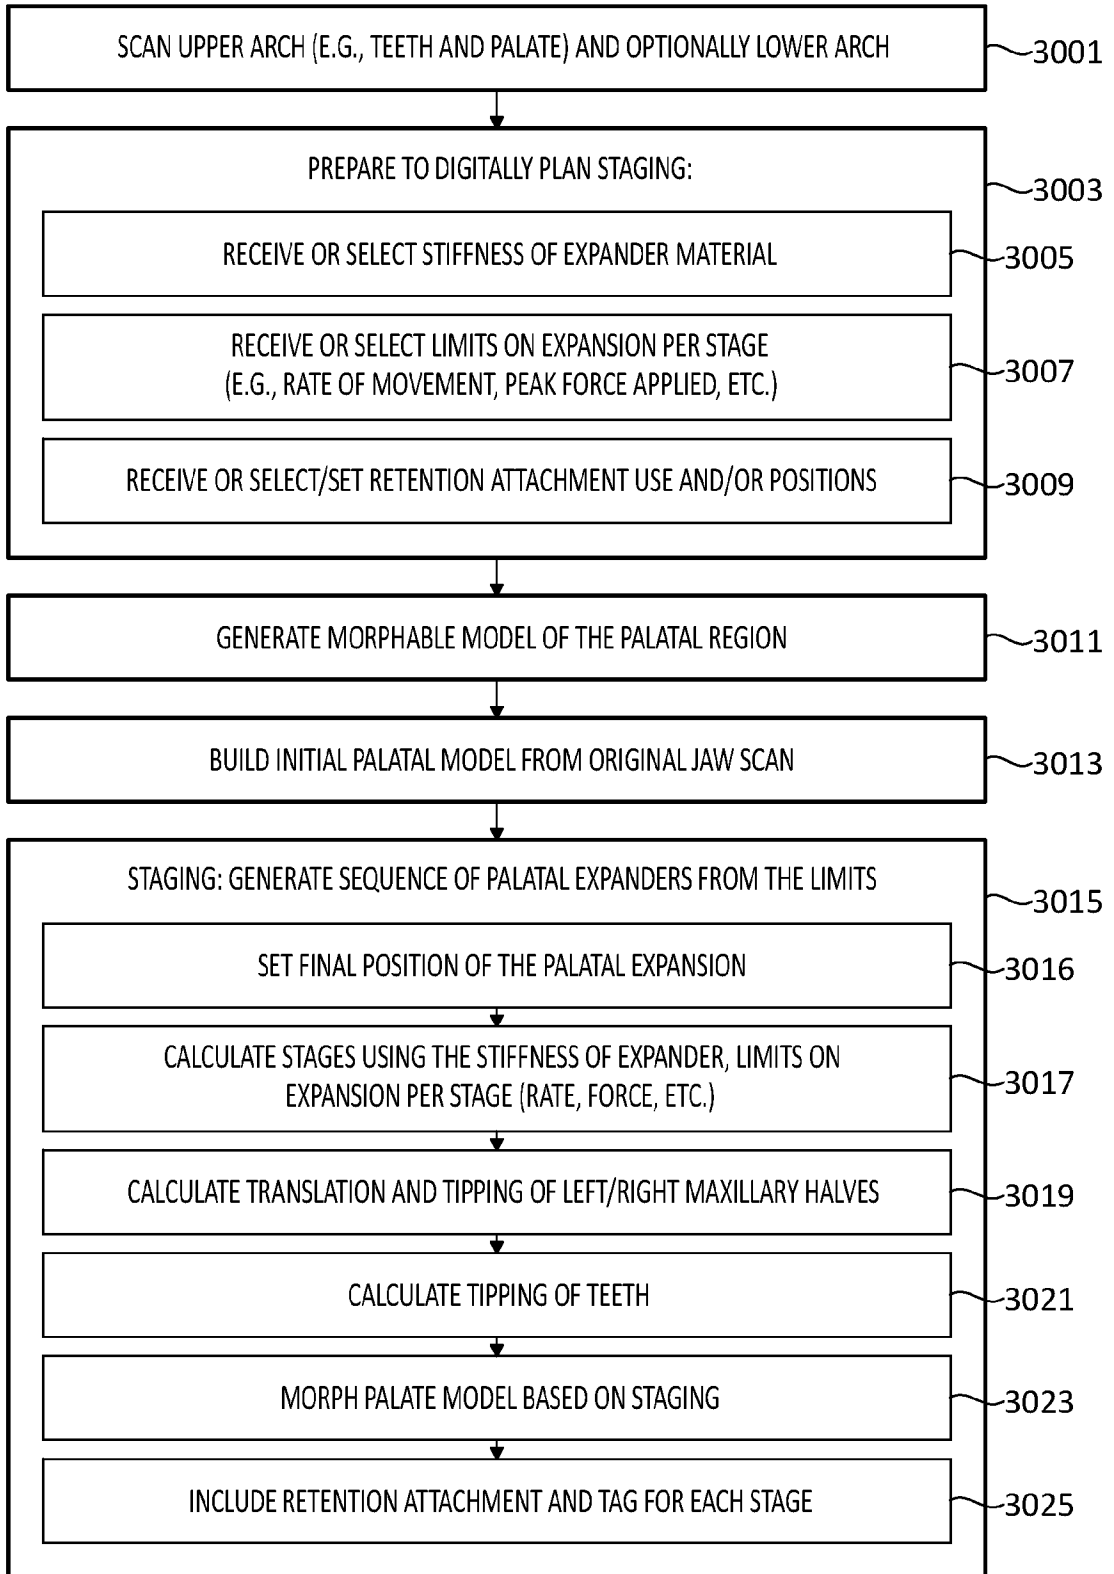 SCAN UPPER ARCH (E.G., TEETH AND PALATE) AND OPTIONALLY LOWER ARCH
3001
PREPARE TO DIGITALLY PLAN STAGING:
3003
RECEIVE OR SELECT STIFFNESS OF EXPANDER MATERIAL
3005
RECEIVE OR SELECT LIMITS ON EXPANSION PER STAGE
(E.G., RATE OF MOVEMENT, PEAK FORCE APPLIED, ETC.)
3007
RECEIVE OR SELECT/SET RETENTION ATTACHMENT USE AND/OR POSITIONS
3009
GENERATE MORPHABLE MODEL OF THE PALATAL REGION
3011
BUILD INITIAL PALATAL MODEL FROM ORIGINAL JAW SCAN
3013
STAGING: GENERATE SEQUENCE OF PALATAL EXPANDERS FROM THE LIMITS
3015
SET FINAL POSITION OF THE PALATAL EXPANSION
3016
CALCULATE STAGES USING THE STIFFNESS OF EXPANDER, LIMITS ON
EXPANSION PER STAGE (RATE, FORCE, ETC.)
3017
CALCULATE TRANSLATION AND TIPPING OF LEFT/RIGHT MAXILLARY HALVES
3019
CALCULATE TIPPING OF TEETH
3021
MORPH PALATE MODEL BASED ON STAGING
3023
INCLUDE RETENTION ATTACHMENT AND TAG FOR EACH STAGE
3025